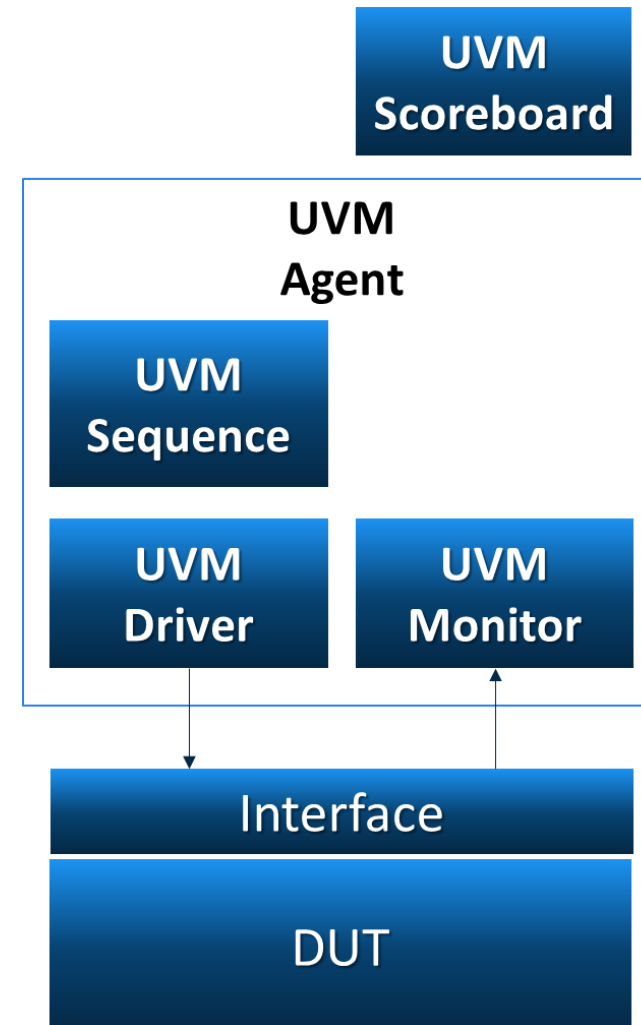 UVM
Scoreboard
UVM
Agent
UVM
Sequence
UVM
Driver
UVM
Monitor
Interface
DUT